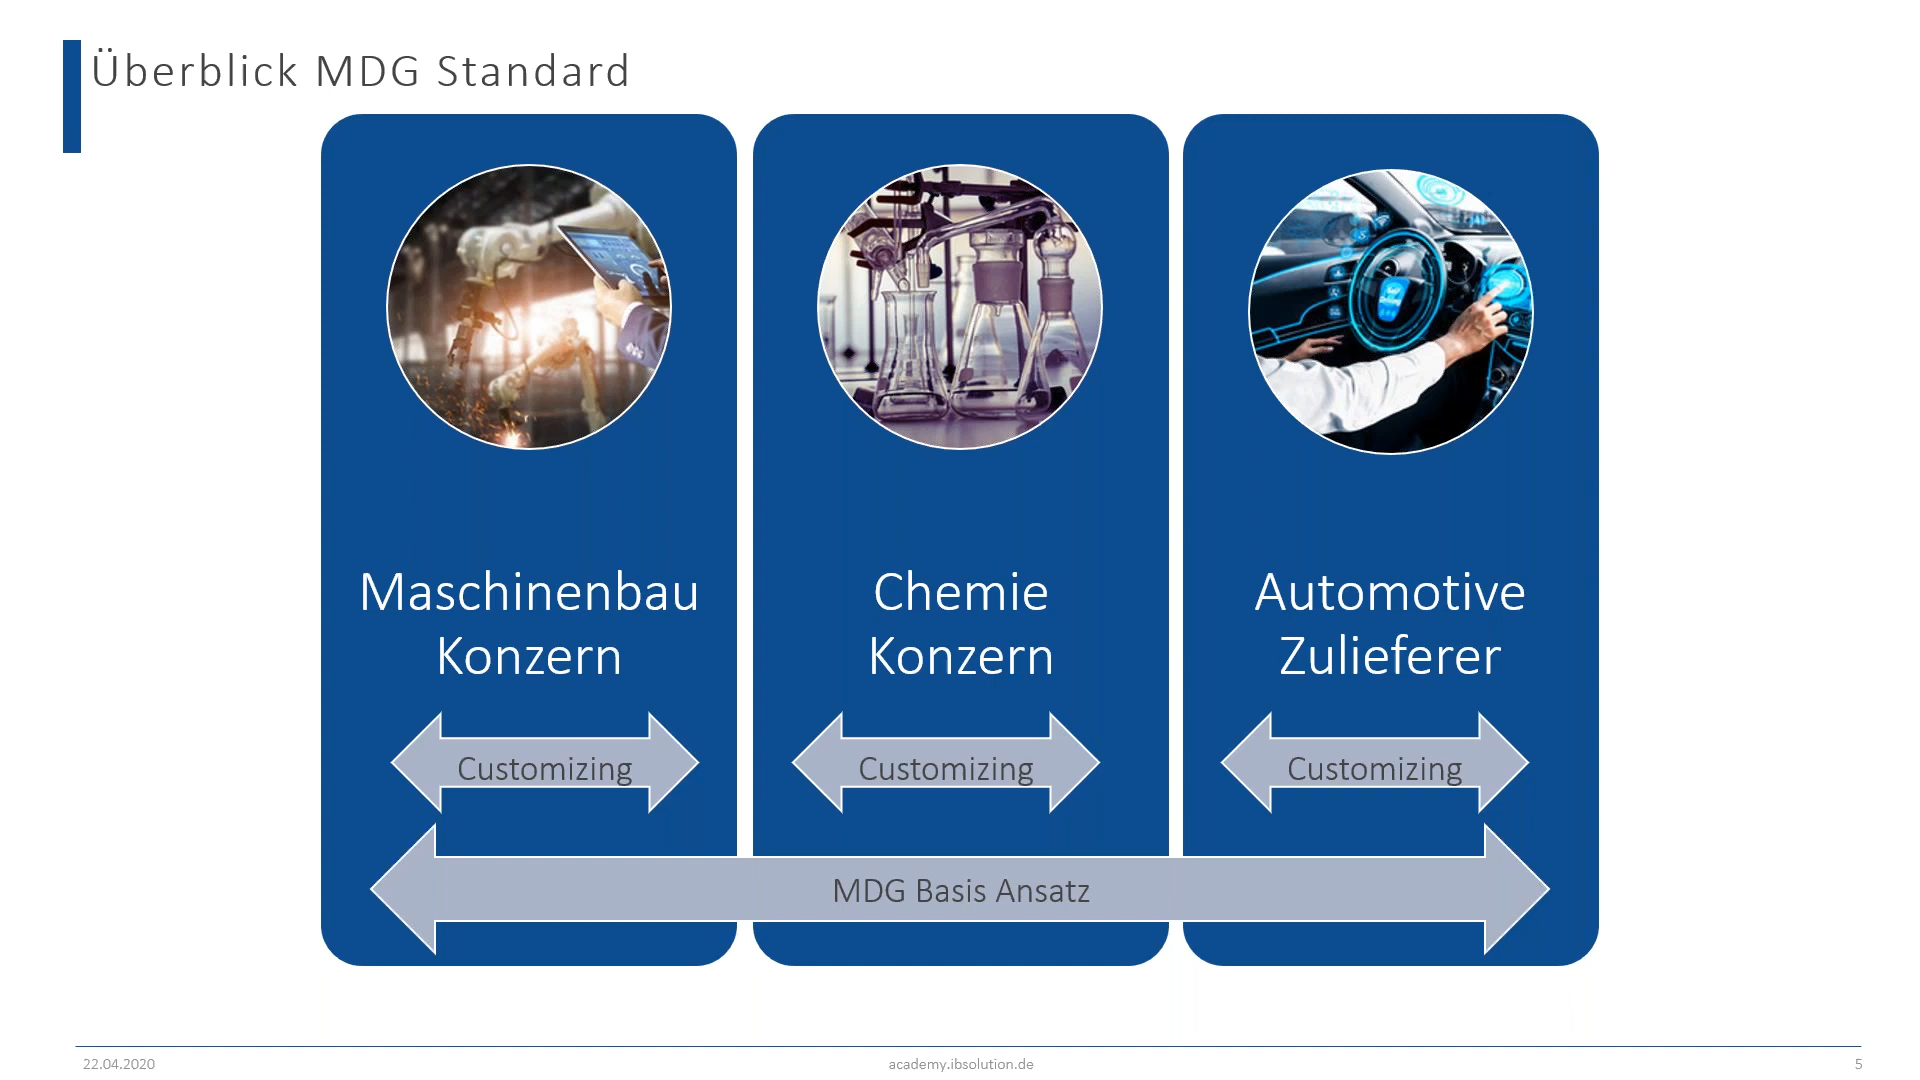 Überblick MDG Standard
Maschinenbau
Konzern
Chemie
Konzern
Automotive
Zulieferer
Customizing
Customizing
Customizing
MDG Basis Ansatz
22.04.2020
academy.ibsolution.de
5